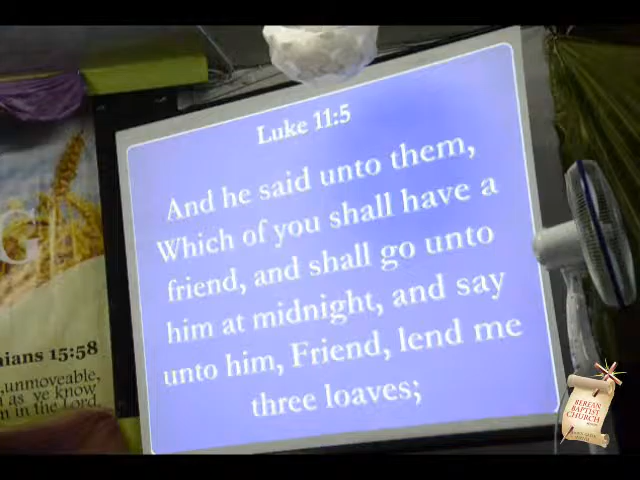 Luke 11:5
And he said unto them,
Which of you shall have a
friend, and shall go unto
him at midnight, and say
unto him, Friend, lend me
three loaves;
G
ians 15:58
,unmoveable,
as ye know
n in the Lord.
BEREAN
BAPTIST
CHURCH